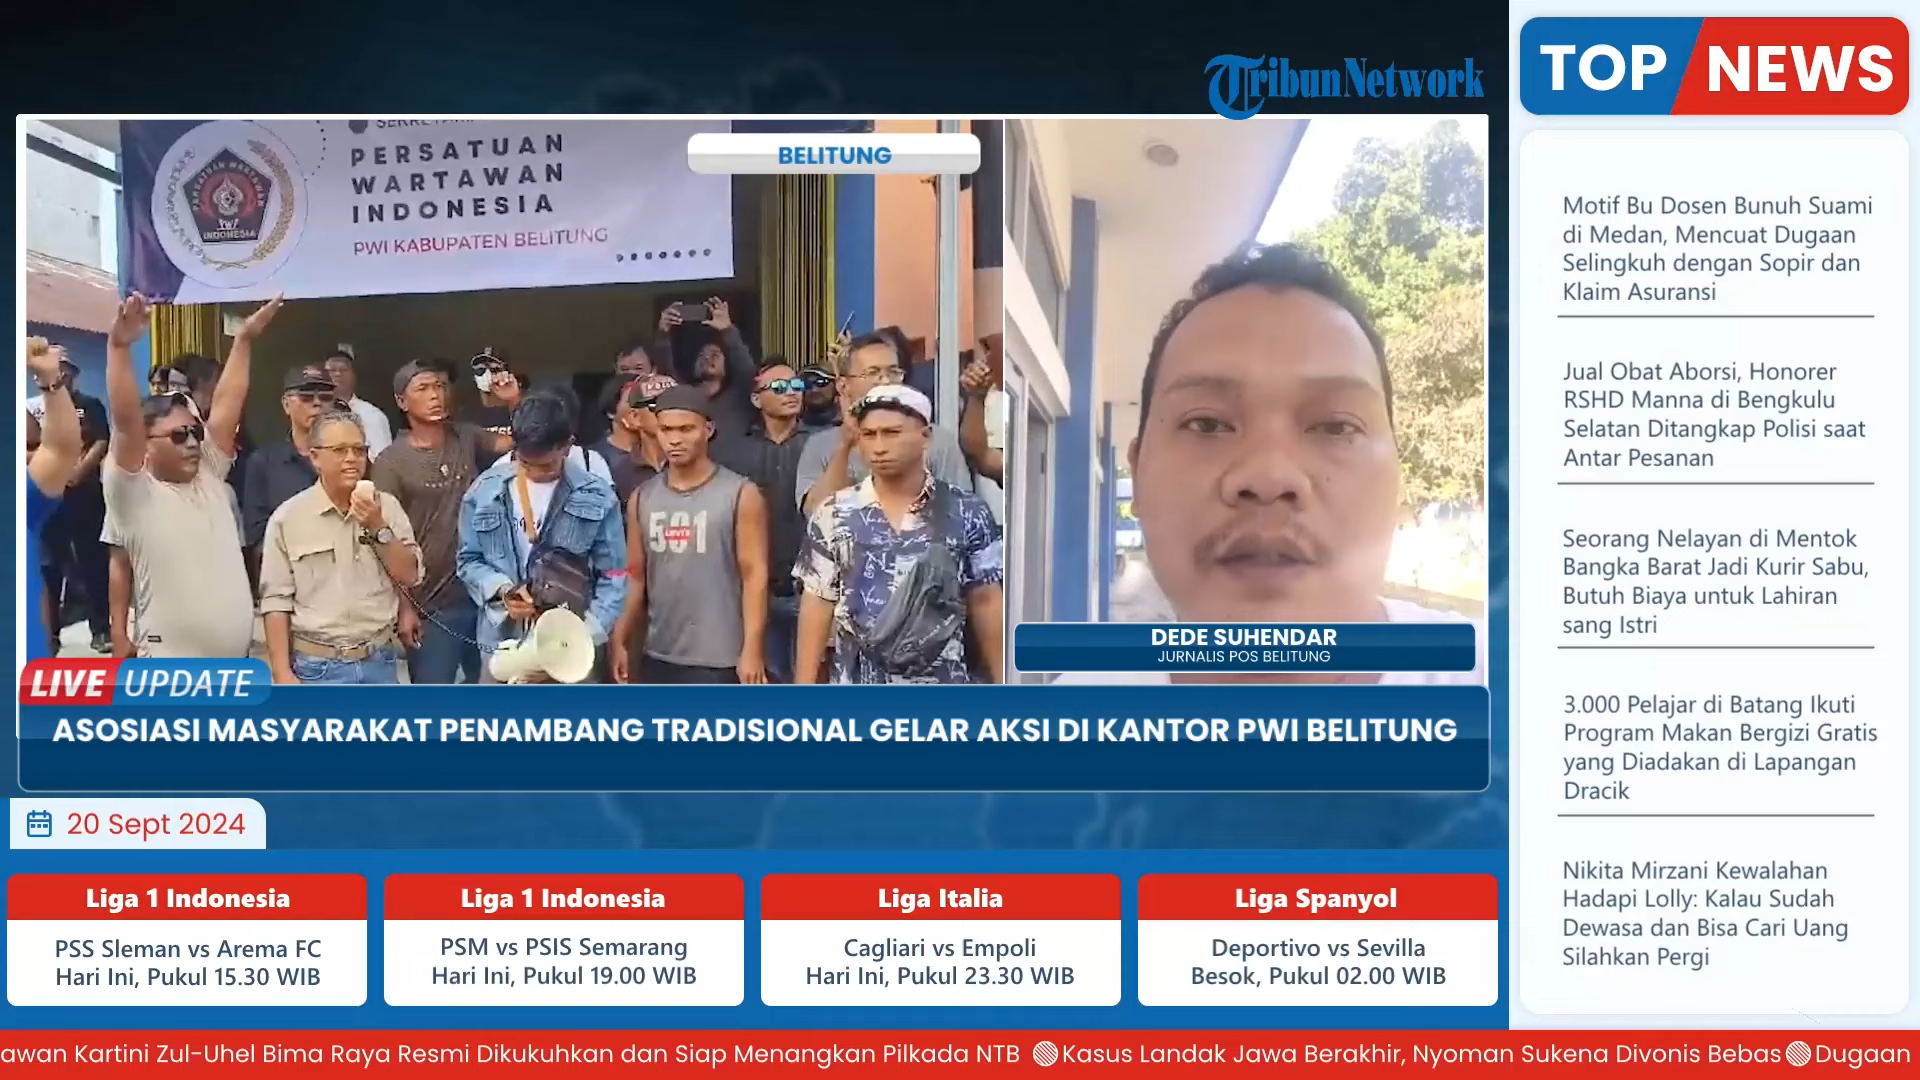 TribunNetwork
TOP NEWS
PERSATUAN
WARTAWAN
INDONESIA
PWI KABUPATEN BELITUNG
PERSATUAN WARTAWAN
PWI
INDONESIA
BELITUNG
501
LEVI'S
DEDE SUHENDAR
JURNALIS POS BELITUNG
LIVE UPDATE
ASOSIASI MASYARAKAT PENAMBANG TRADISIONAL GELAR AKSI DI KANTOR PWI BELITUNG
20 Sept 2024
Liga 1 Indonesia
PSS Sleman vs Arema FC
Hari Ini, Pukul 15.30 WIB
Liga 1 Indonesia
PSM vs PSIS Semarang
Hari Ini, Pukul 19.00 WIB
Liga Italia
Cagliari vs Empoli
Hari Ini, Pukul 23.30 WIB
Liga Spanyol
Deportivo vs Sevilla
Besok, Pukul 02.00 WIB
Motif Bu Dosen Bunuh Suami
di Medan, Mencuat Dugaan
Selingkuh dengan Sopir dan
Klaim Asuransi
Jual Obat Aborsi, Honorer
RSHD Manna di Bengkulu
Selatan Ditangkap Polisi saat
Antar Pesanan
Seorang Nelayan di Mentok
Bangka Barat Jadi Kurir Sabu,
Butuh Biaya untuk Lahiran
sang Istri
3.000 Pelajar di Batang Ikuti
Program Makan Bergizi Gratis
yang Diadakan di Lapangan
Dracik
Nikita Mirzani Kewalahan
Hadapi Lolly: Kalau Sudah
Dewasa dan Bisa Cari Uang
Silahkan Pergi
awan Kartini Zul-Uhel Bima Raya Resmi Dikukuhkan dan Siap Menangkan Pilkada NTB Kasus Landak Jawa Berakhir, Nyoman Sukena Divonis Bebas Dugaan